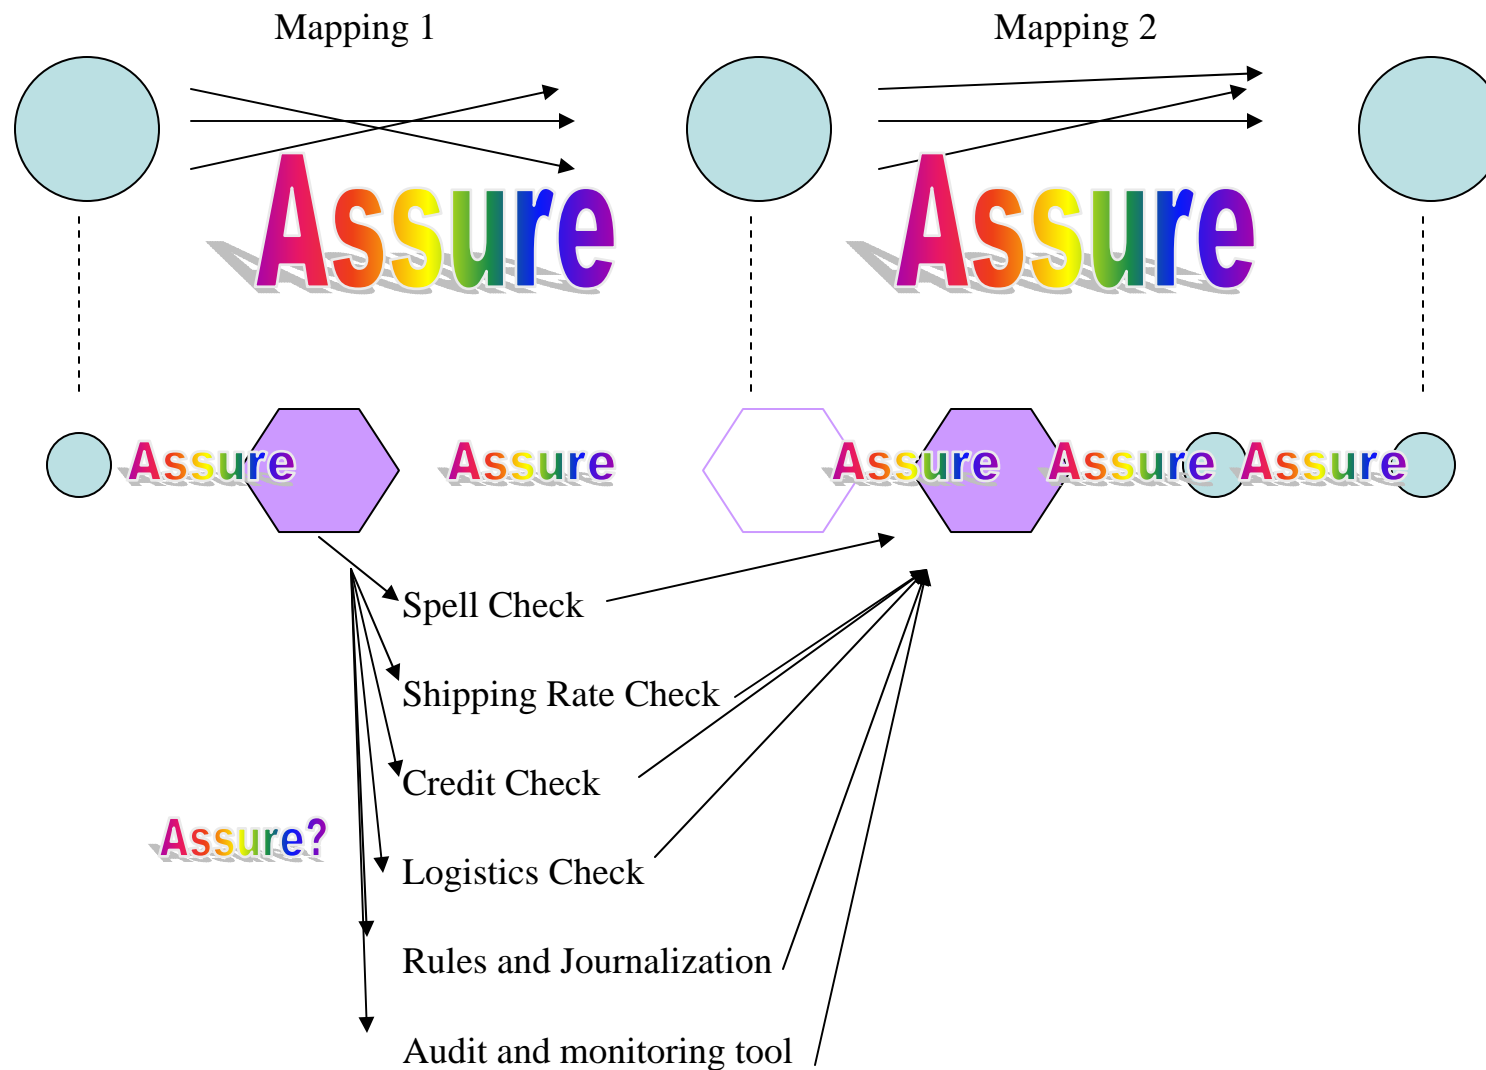 Mapping 1
Mapping 2
Assure
Assure
Assure
Assure
Assure
Assure
Assure
Spell Check
Shipping Rate Check
Credit Check
Assure?
Logistics Check
Rules and Journalization
Audit and monitoring tool